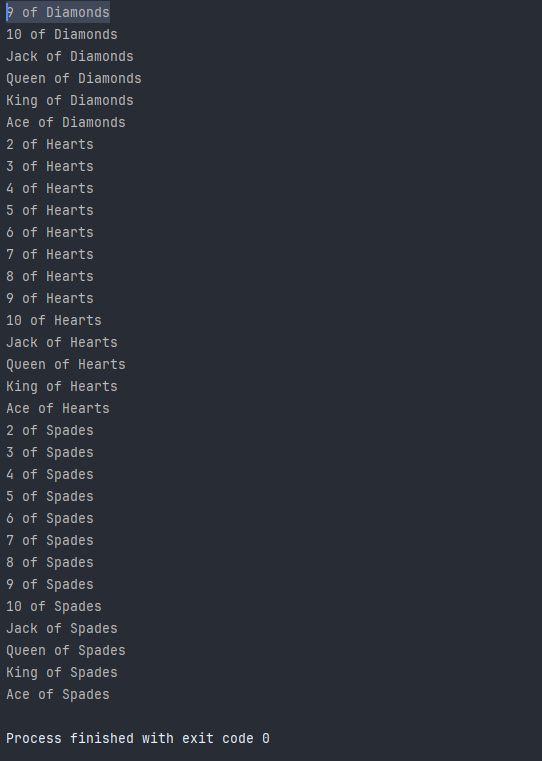 9 of Diamonds
10 of Diamonds
Jack of Diamonds
Queen of Diamonds
King of Diamonds
Ace of Diamonds
2 of Hearts
3 of Hearts
4 of Hearts
5 of Hearts
6 of Hearts
7 of Hearts
8 of Hearts
9 of Hearts
10 of Hearts
Jack of Hearts
Queen of Hearts
King of Hearts
Ace of Hearts
2 of Spades
3 of Spades
4 of Spades
5 of Spades
6 of Spades
7 of Spades
8 of Spades
9 of Spades
10 of Spades
Jack of Spades
Queen of Spades
King of Spades
Ace of Spades
Process finished with exit code 0